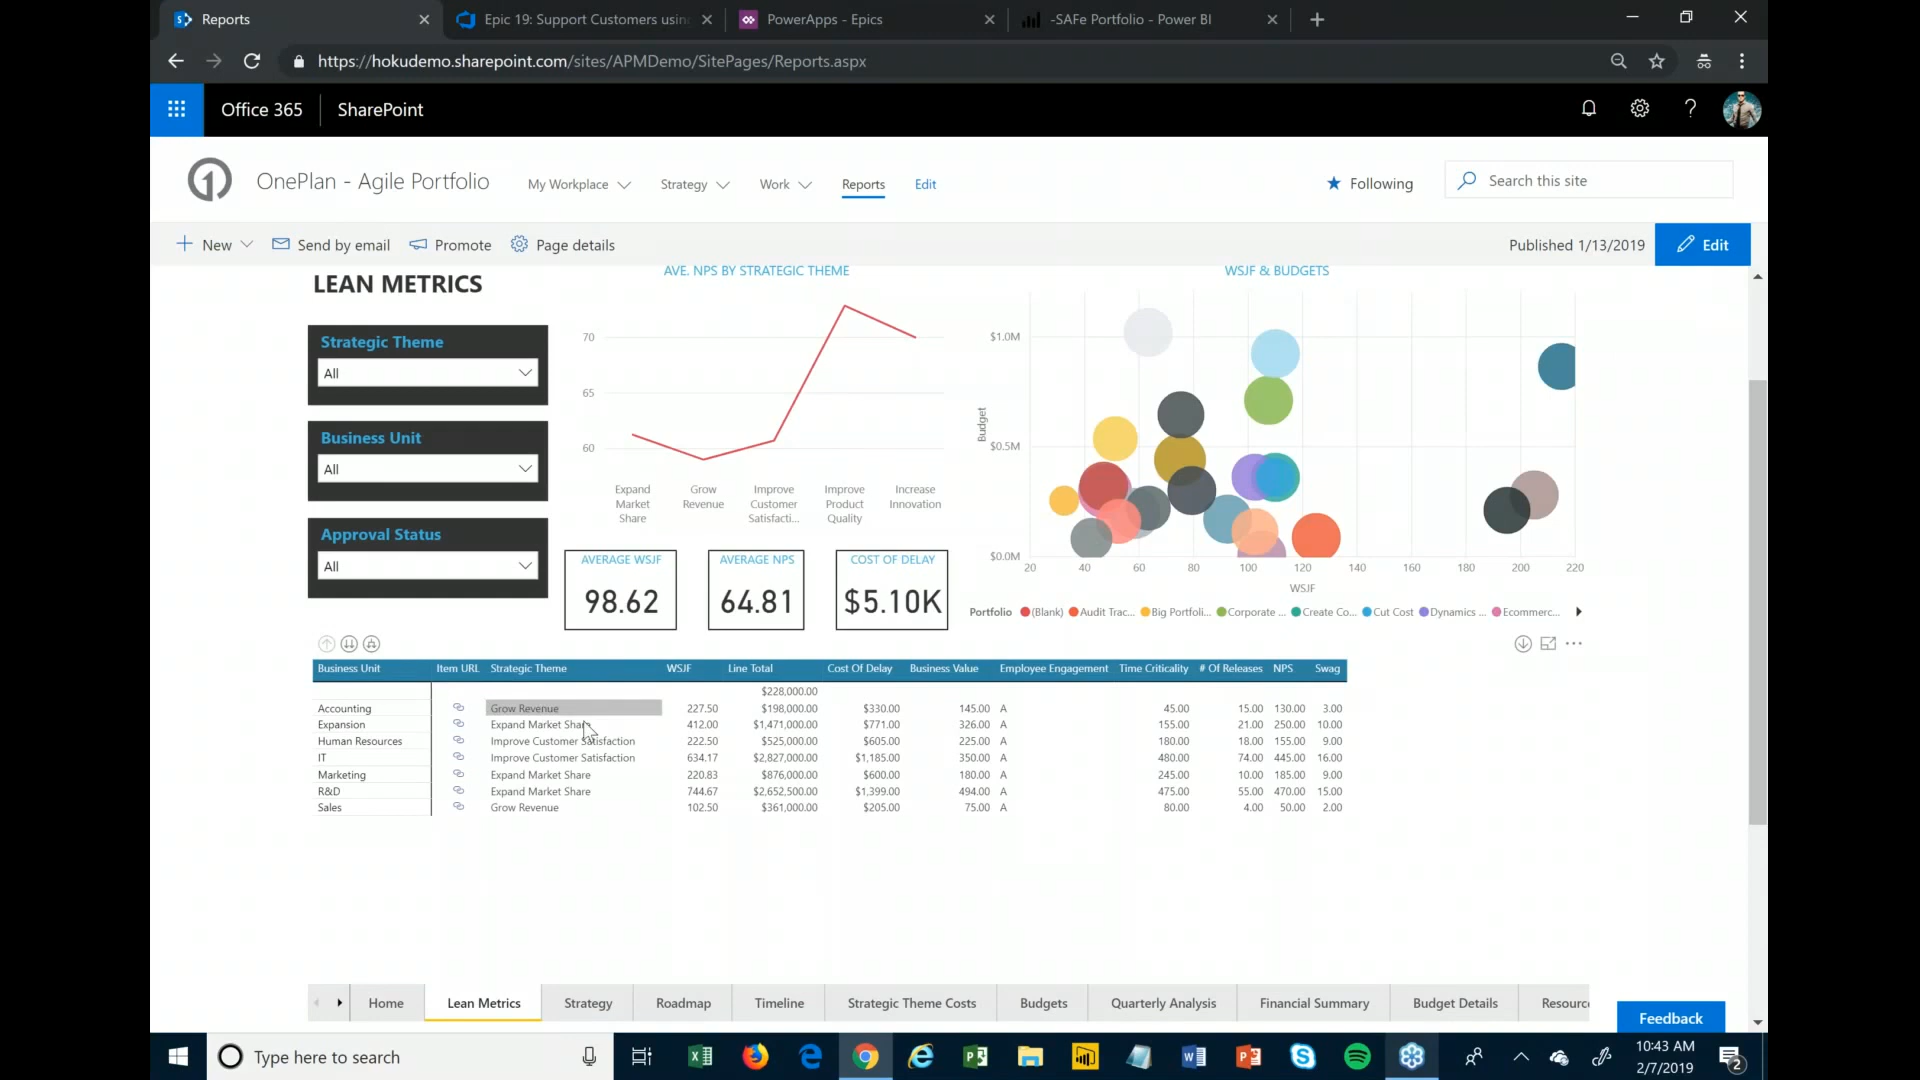 Reports
Epic 19: Support Customers usin
PowerApps - Epics
-SAFe Portfolio - Power BI
https://hokudemo.sharepoint.com/sites/APMDemo/SitePages/Reports.aspx
Office 365 SharePoint
OnePlan - Agile Portfolio
My Workplace Strategy Work Reports Edit
Following
Search this site
New Send by email Promote Page details
Published 1/13/2019
Edit
LEAN METRICS
Strategic Theme
All
Business Unit
All
Approval Status
All
AVE. NPS BY STRATEGIC THEME
70
65
60
Expand Market Share
Grow Revenue
Improve Customer Satisfacti...
Improve Product Quality
Increase Innovation
AVERAGE WSJF
98.62
AVERAGE NPS
64.81
COST OF DELAY
$5.10K
WSJF & BUDGETS
Budget
$1.0M
$0.5M
$0.0M
20 40 60 80 100 120 140 160 180 200 220
WSJF
Portfolio (Blank) Audit Trac... Big Portfoli... Corporate ... Create Co... Cut Cost Dynamics ... Ecommerc...
Business Unit Item URL Strategic Theme WSJF Line Total Cost Of Delay Business Value Employee Engagement Time Criticality # Of Releases NPS Swag
$228,000.00
Accounting Grow Revenue 227.50 $198,000.00 $330.00 145.00 A 45.00 15.00 130.00 3.00
Expansion Expand Market Share 412.00 $1,471,000.00 $771.00 326.00 A 155.00 21.00 250.00 10.00
Human Resources Improve Customer Satisfaction 222.50 $525,000.00 $605.00 225.00 A 180.00 18.00 155.00 9.00
IT Improve Customer Satisfaction 634.17 $2,827,000.00 $1,185.00 350.00 A 480.00 74.00 445.00 16.00
Marketing Expand Market Share 220.83 $876,000.00 $600.00 180.00 A 245.00 10.00 185.00 9.00
R&D Expand Market Share 744.67 $2,652,500.00 $1,399.00 494.00 A 475.00 55.00 470.00 15.00
Sales Grow Revenue 102.50 $361,000.00 $205.00 75.00 A 80.00 4.00 50.00 2.00
Home Lean Metrics Strategy Roadmap Timeline Strategic Theme Costs Budgets Quarterly Analysis Financial Summary Budget Details Resourc
Feedback
Type here to search
10:43 AM
2/7/2019
2